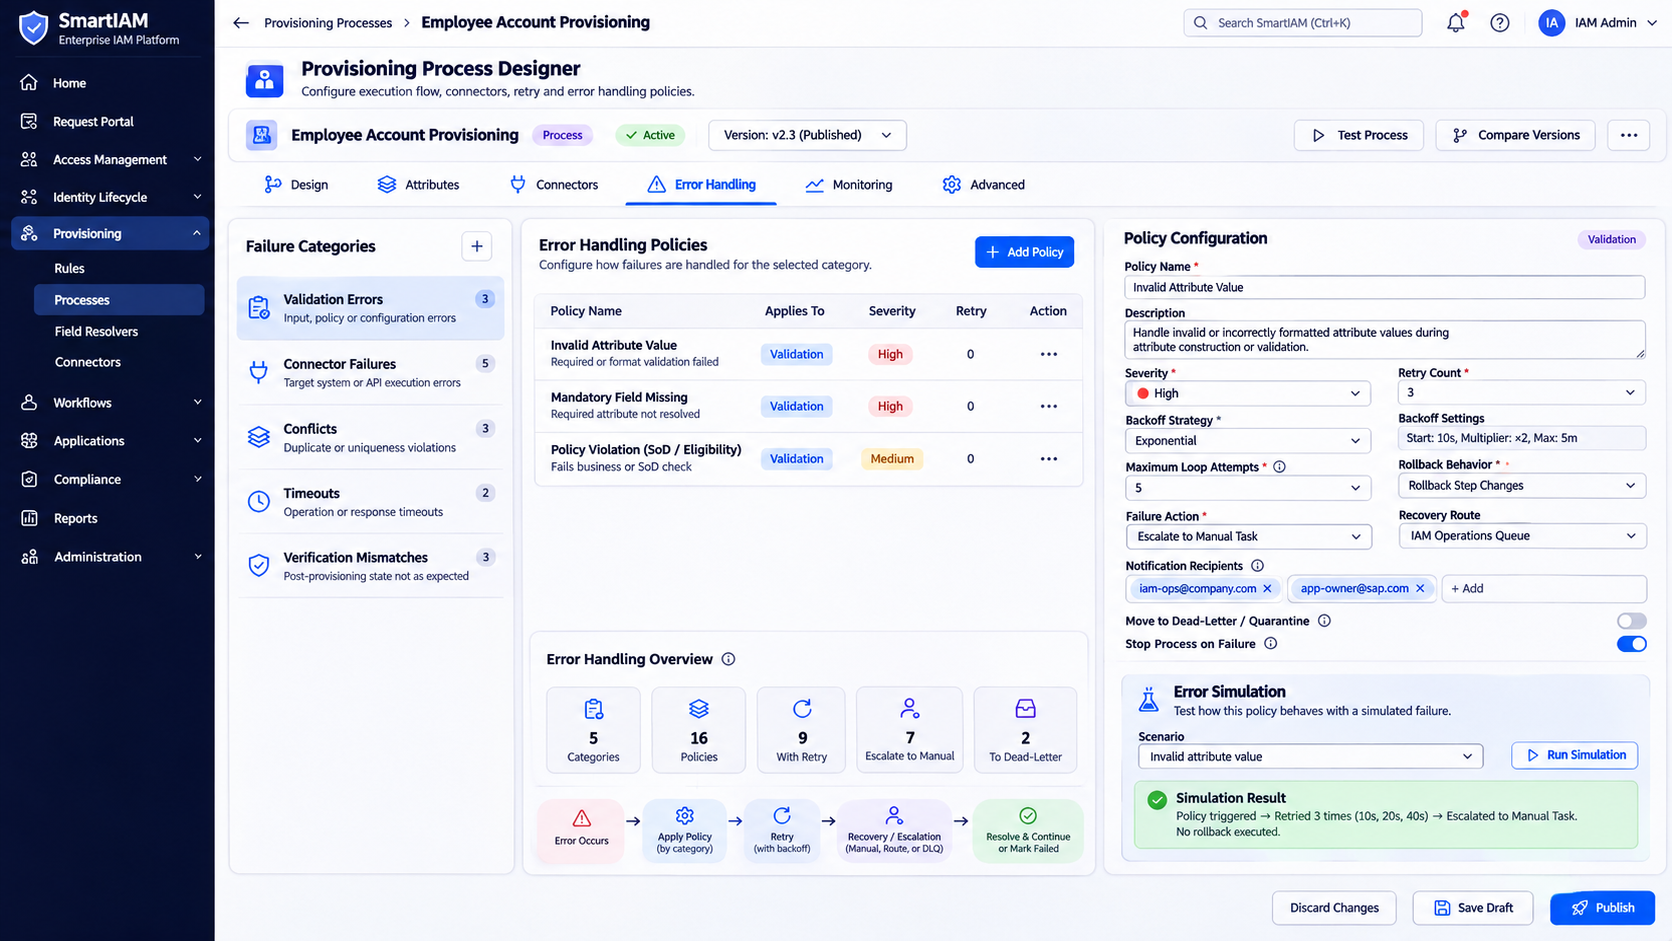 SmartIAM
Enterprise IAM Platform
Home
Request Portal
Access Management
Identity Lifecycle
Provisioning
Rules
Processes
Field Resolvers
Connectors
Workflows
Applications
Compliance
Reports
Administration
Provisioning Processes > Employee Account Provisioning
Search SmartIAM (Ctrl+K)
IA IAM Admin
Provisioning Process Designer
Configure execution flow, connectors, retry and error handling policies.
Employee Account Provisioning Process Active Version: v2.3 (Published) Test Process Compare Versions
Design Attributes Connectors Error Handling Monitoring Advanced
Failure Categories
Validation Errors 3
Input, policy or configuration errors
Connector Failures 5
Target system or API execution errors
Conflicts 3
Duplicate or uniqueness violations
Timeouts 2
Operation or response timeouts
Verification Mismatches 3
Post-provisioning state not as expected
Error Handling Policies
Configure how failures are handled for the selected category.
+ Add Policy
Policy Name Applies To Severity Retry Action
Invalid Attribute Value
Required or format validation failed
Validation High 0
Mandatory Field Missing
Required attribute not resolved
Validation High 0
Policy Violation (SoD / Eligibility)
Fails business or SoD check
Validation Medium 0
Error Handling Overview
5
Categories
16
Policies
9
With Retry
7
Escalate to Manual
2
To Dead-Letter
Error Occurs
Apply Policy
(by category)
Retry
(with backoff)
Recovery / Escalation
(Manual, Route, or DLQ)
Resolve & Continue
or Mark Failed
Policy Configuration
Validation
Policy Name *
Invalid Attribute Value
Description
Handle invalid or incorrectly formatted attribute values during
attribute construction or validation.
Severity *
High
Retry Count *
3
Backoff Strategy *
Exponential
Backoff Settings
Start: 10s, Multiplier: ×2, Max: 5m
Maximum Loop Attempts *
5
Rollback Behavior *
Rollback Step Changes
Failure Action *
Escalate to Manual Task
Recovery Route
IAM Operations Queue
Notification Recipients
iam-ops@company.com × app-owner@sap.com × + Add
Move to Dead-Letter / Quarantine
Stop Process on Failure
Error Simulation
Test how this policy behaves with a simulated failure.
Scenario
Invalid attribute value
Run Simulation
Simulation Result
Policy triggered → Retried 3 times (10s, 20s, 40s) → Escalated to Manual Task.
No rollback executed.
Discard Changes Save Draft Publish